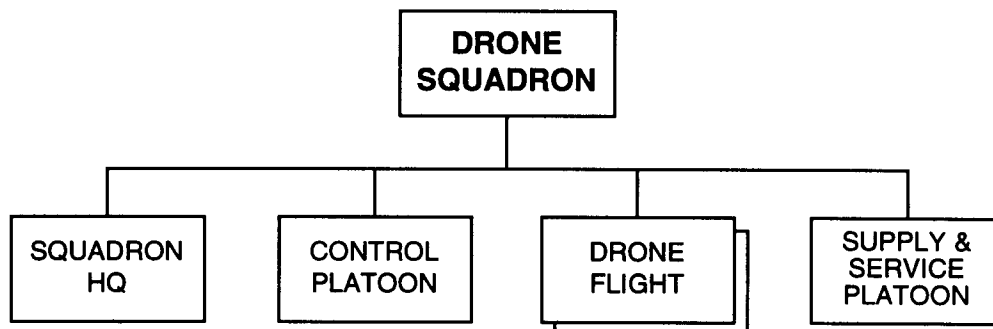 DRONE
SQUADRON
SQUADRON
HQ
CONTROL
PLATOON
DRONE
FLIGHT
SUPPLY &
SERVICE
PLATOON